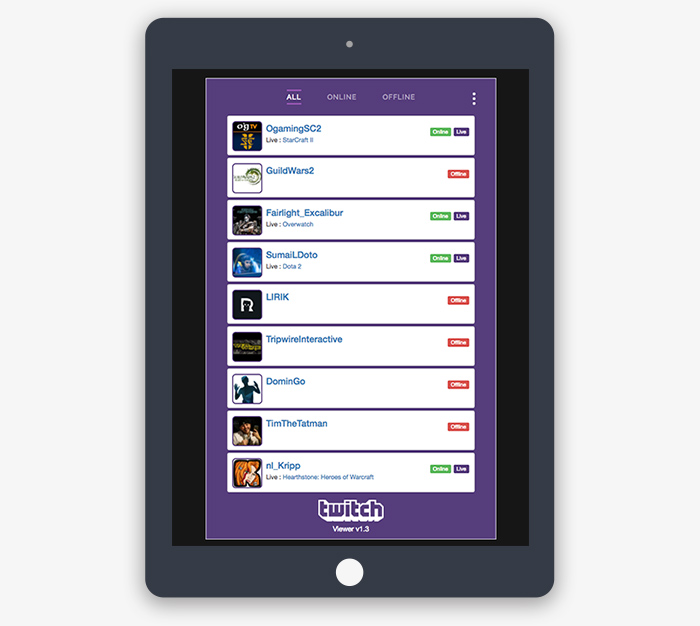 ALL ONLINE OFFLINE
OgamingSC2
Online Live
Live : StarCraft II
GuildWars2
Offline
Fairlight_Excalibur
Online Live
Live : Overwatch
SumaiLDoto
Online Live
Live : Dota 2
LIRIK
Offline
TripwireInteractive
Offline
DominGo
Offline
TimTheTatman
Offline
nl_Kripp
Online Live
Live : Hearthstone: Heroes of Warcraft
twitch
Viewer v1.3